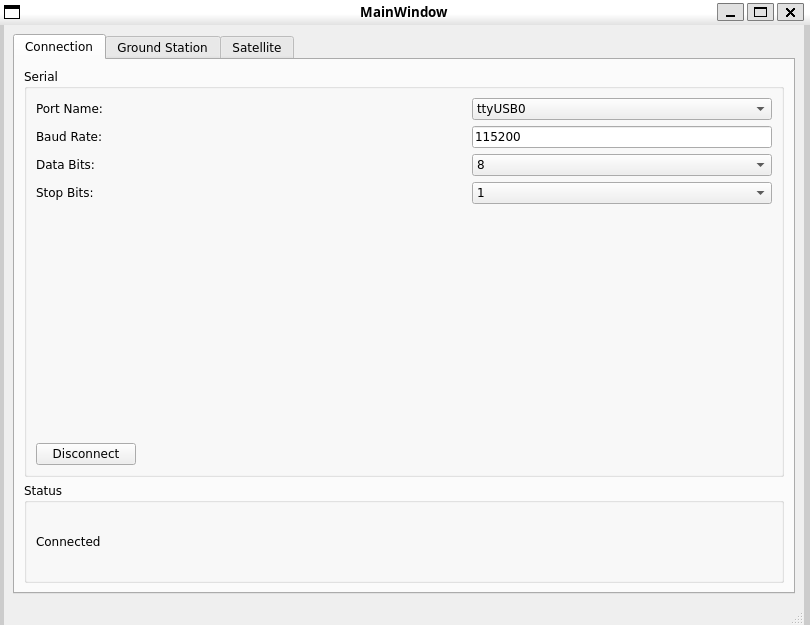 MainWindow
Connection Ground Station Satellite
Serial
Port Name: ttyUSB0
Baud Rate: 115200
Data Bits: 8
Stop Bits: 1
Disconnect
Status
Connected